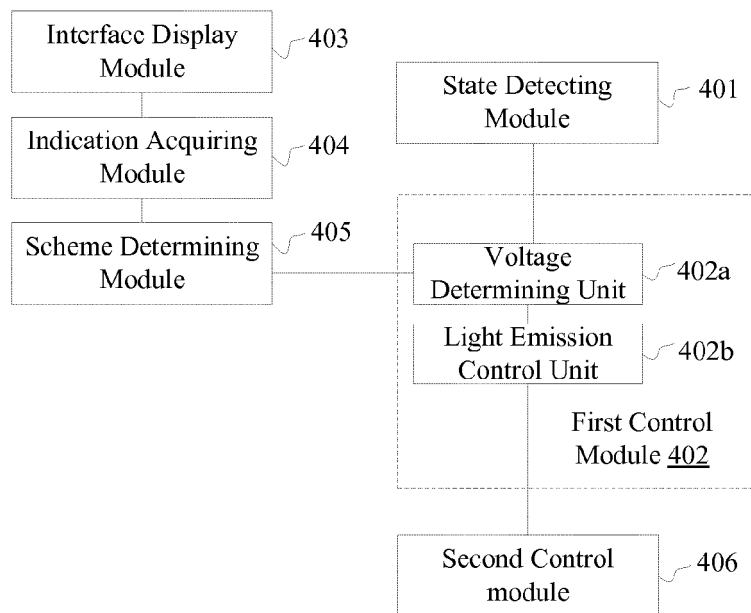 Interface Display
Module
403
Indication Acquiring
Module
404
Scheme Determining
Module
405
State Detecting
Module
401
Voltage
Determining Unit
402a
Light Emission
Control Unit
402b
First Control
Module 402
Second Control
module
406